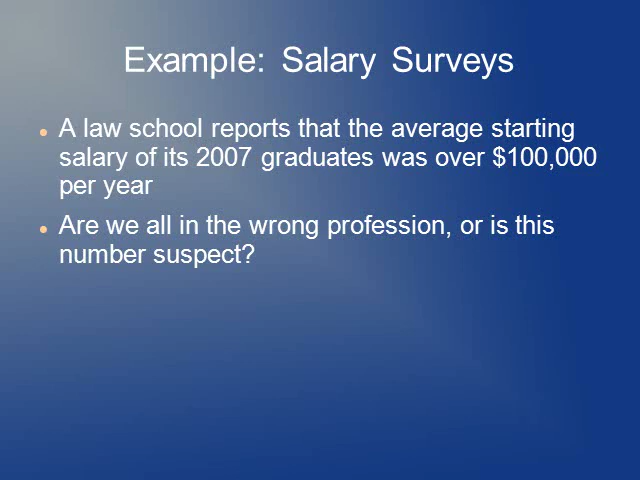 Example: Salary Surveys
A law school reports that the average starting
salary of its 2007 graduates was over $100,000
per year
Are we all in the wrong profession, or is this
number suspect?